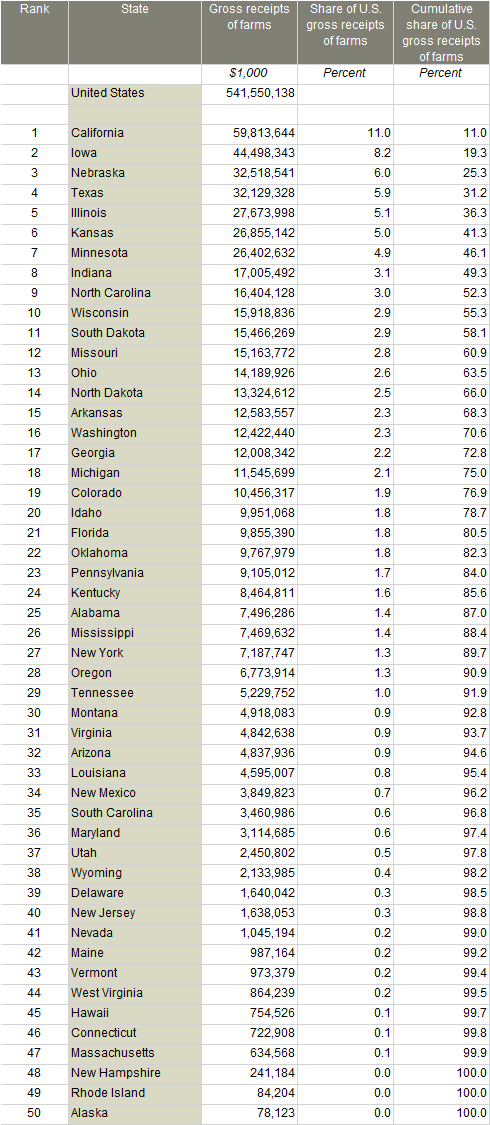 Rank State Gross receipts of farms Share of U.S. gross receipts of farms Cumulative share of U.S. gross receipts of farms
$1,000 Percent Percent
United States 541,550,138
1 California 59,813,644 11.0 11.0
2 Iowa 44,498,343 8.2 19.3
3 Nebraska 32,518,541 6.0 25.3
4 Texas 32,129,328 5.9 31.2
5 Illinois 27,673,998 5.1 36.3
6 Kansas 26,855,142 5.0 41.3
7 Minnesota 26,402,632 4.9 46.1
8 Indiana 17,005,492 3.1 49.3
9 North Carolina 16,404,128 3.0 52.3
10 Wisconsin 15,918,836 2.9 55.3
11 South Dakota 15,466,269 2.9 58.1
12 Missouri 15,163,772 2.8 60.9
13 Ohio 14,189,926 2.6 63.5
14 North Dakota 13,324,612 2.5 66.0
15 Arkansas 12,583,557 2.3 68.3
16 Washington 12,422,440 2.3 70.6
17 Georgia 12,008,342 2.2 72.8
18 Michigan 11,545,699 2.1 75.0
19 Colorado 10,456,317 1.9 76.9
20 Idaho 9,951,068 1.8 78.7
21 Florida 9,855,390 1.8 80.5
22 Oklahoma 9,767,979 1.8 82.3
23 Pennsylvania 9,105,012 1.7 84.0
24 Kentucky 8,464,811 1.6 85.6
25 Alabama 7,496,286 1.4 87.0
26 Mississippi 7,469,632 1.4 88.4
27 New York 7,187,747 1.3 89.7
28 Oregon 6,773,914 1.3 90.9
29 Tennessee 5,229,752 1.0 91.9
30 Montana 4,918,083 0.9 92.8
31 Virginia 4,842,638 0.9 93.7
32 Arizona 4,837,936 0.9 94.6
33 Louisiana 4,595,007 0.8 95.4
34 New Mexico 3,849,823 0.7 96.2
35 South Carolina 3,460,986 0.6 96.8
36 Maryland 3,114,685 0.6 97.4
37 Utah 2,450,802 0.5 97.8
38 Wyoming 2,133,985 0.4 98.2
39 Delaware 1,640,042 0.3 98.5
40 New Jersey 1,638,053 0.3 98.8
41 Nevada 1,045,194 0.2 99.0
42 Maine 987,164 0.2 99.2
43 Vermont 973,379 0.2 99.4
44 West Virginia 864,239 0.2 99.5
45 Hawaii 754,526 0.1 99.7
46 Connecticut 722,908 0.1 99.8
47 Massachusetts 634,568 0.1 99.9
48 New Hampshire 241,184 0.0 100.0
49 Rhode Island 84,204 0.0 100.0
50 Alaska 78,123 0.0 100.0